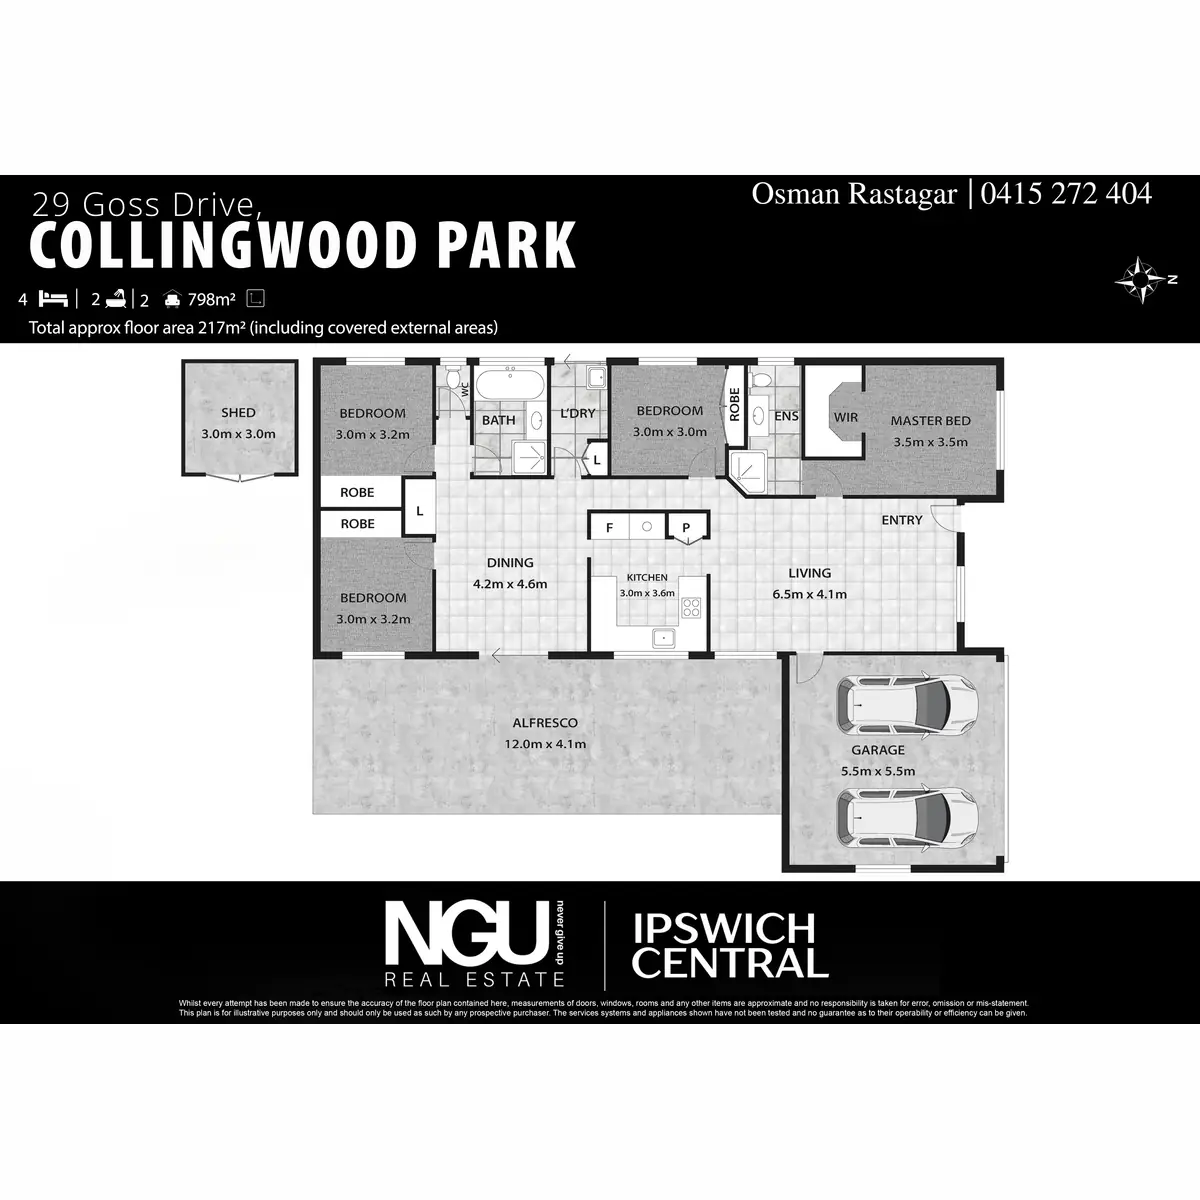 29 Goss Drive,
COLLINGWOOD PARK
Osman Rastagar | 0415 272 404
4 | 2 | 2 798m²
Total approx floor area 217m² (including covered external areas)
N
SHED
3.0m x 3.0m
BEDROOM
3.0m x 3.2m
WC
BATH
L'DRY
L
BEDROOM
3.0m x 3.0m
ROBE
ENS
WIR
MASTER BED
3.5m x 3.5m
ROBE
ROBE
L
F
P
ENTRY
DINING
4.2m x 4.6m
KITCHEN
3.0m x 3.6m
LIVING
6.5m x 4.1m
BEDROOM
3.0m x 3.2m
ALFRESCO
12.0m x 4.1m
GARAGE
5.5m x 5.5m
NGU
never give up
REAL ESTATE
IPSWICH
CENTRAL
Whilst every attempt has been made to ensure the accuracy of the floor plan contained here, measurements of doors, windows, rooms and any other items are approximate and no responsibility is taken for error, omission or mis-statement.
This plan is for illustrative purposes only and should only be used as such by any prospective purchaser. The services systems and appliances shown have not been tested and no guarantee as to their operability or efficiency can be given.